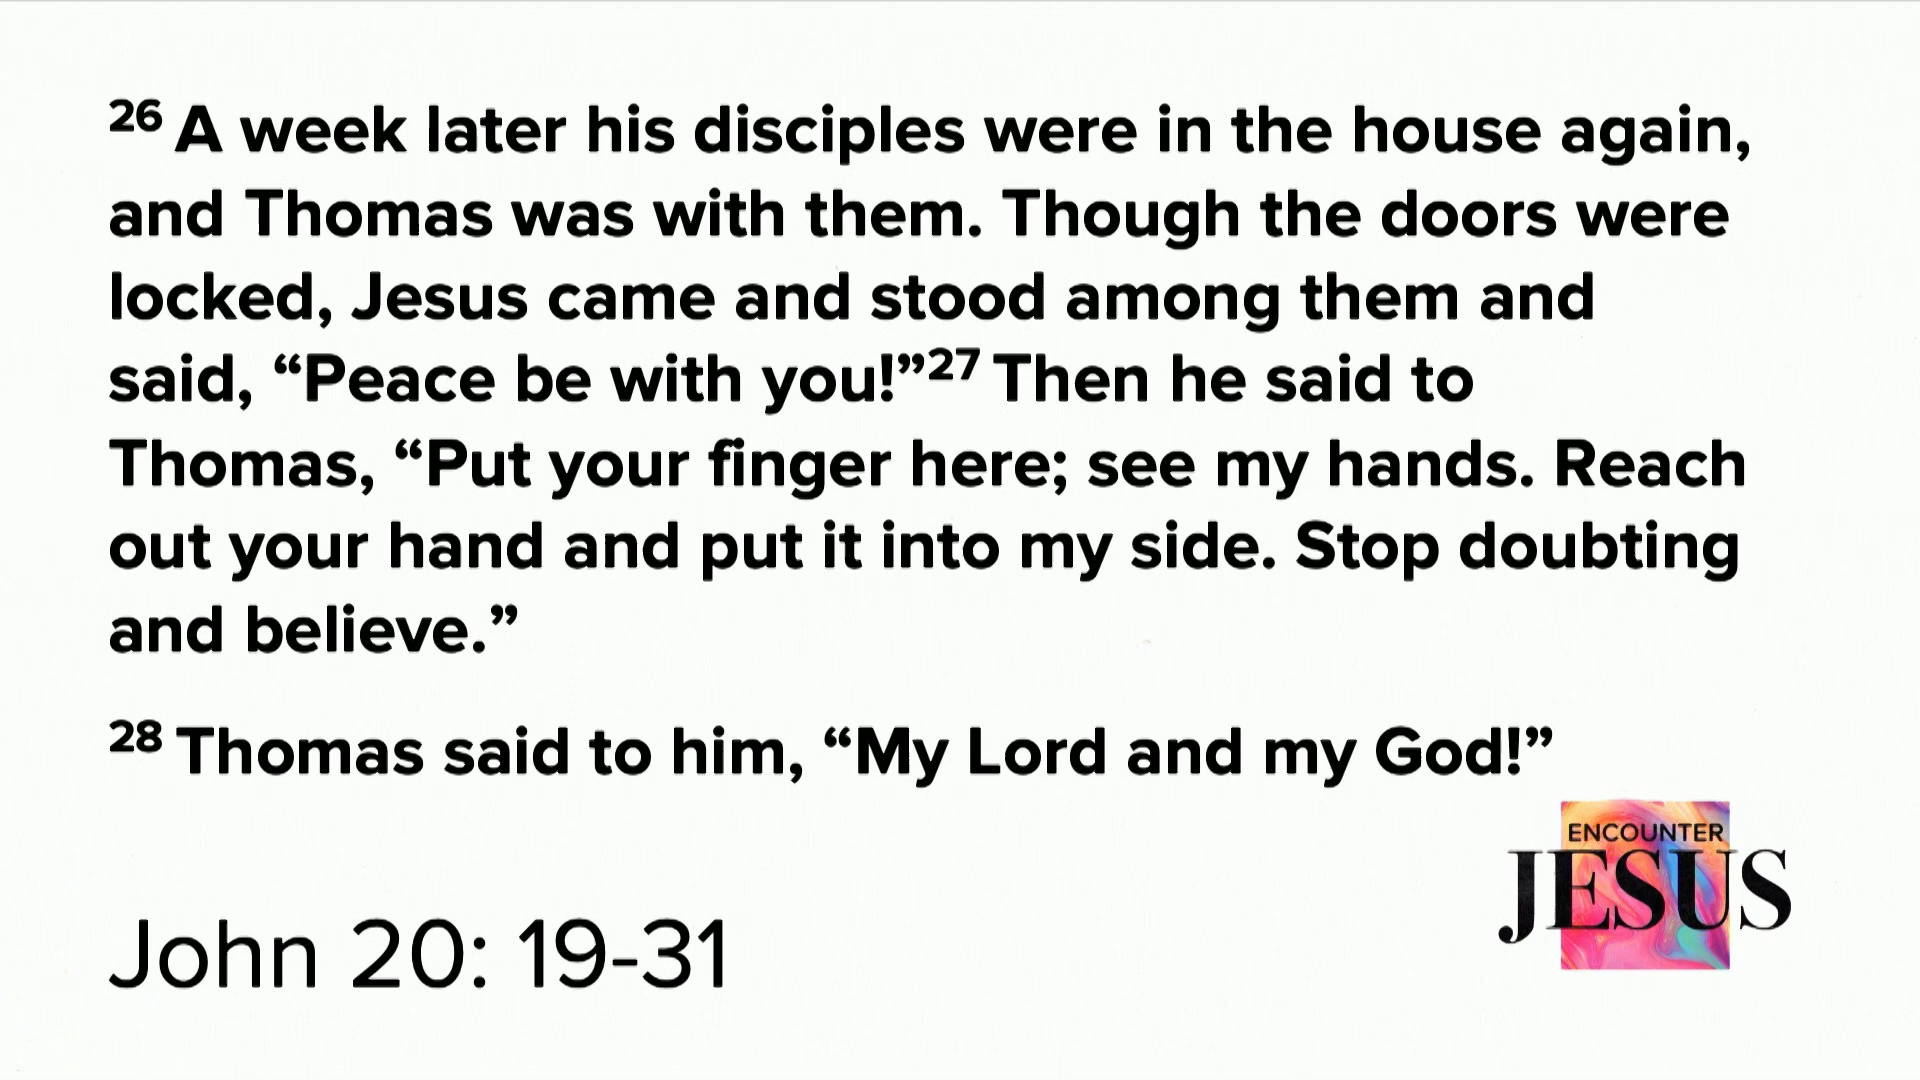 26 A week later his disciples were in the house again,
and Thomas was with them. Though the doors were
locked, Jesus came and stood among them and
said, “Peace be with you!”27 Then he said to
Thomas, “Put your finger here; see my hands. Reach
out your hand and put it into my side. Stop doubting
and believe.”
28 Thomas said to him, “My Lord and my God!”
ENCOUNTER
JESUS
John 20: 19-31